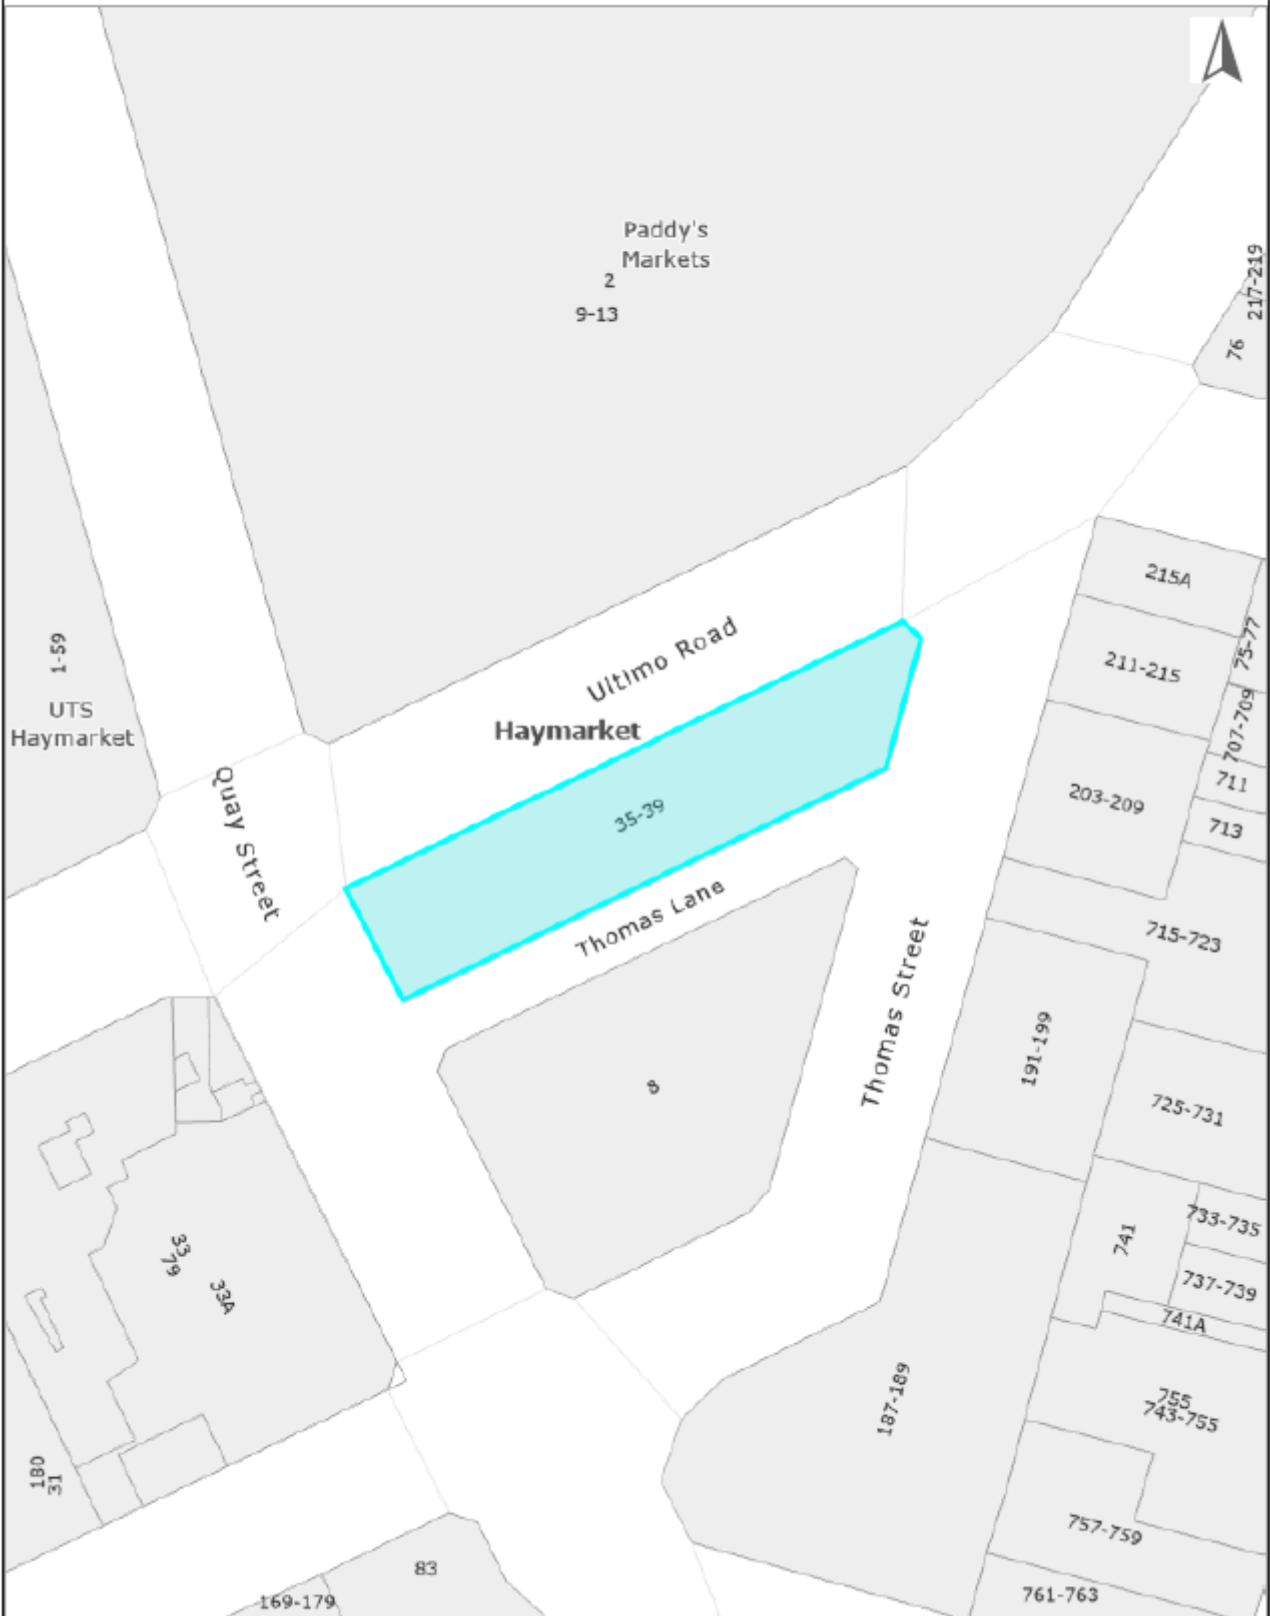 Paddy's
Markets
2
9-13
217-219
76
215A
75-77
1-59
UTS
Haymarket
Ultimo Road
Haymarket
211-215
707-709
711
713
Quay Street
35-39
203-209
Thomas Lane
715-723
Thomas Street
191-199
8
725-731
33
79
33A
741
733-735
737-739
741A
187-189
755
743-755
180
31
757-759
83
169-179
761-763